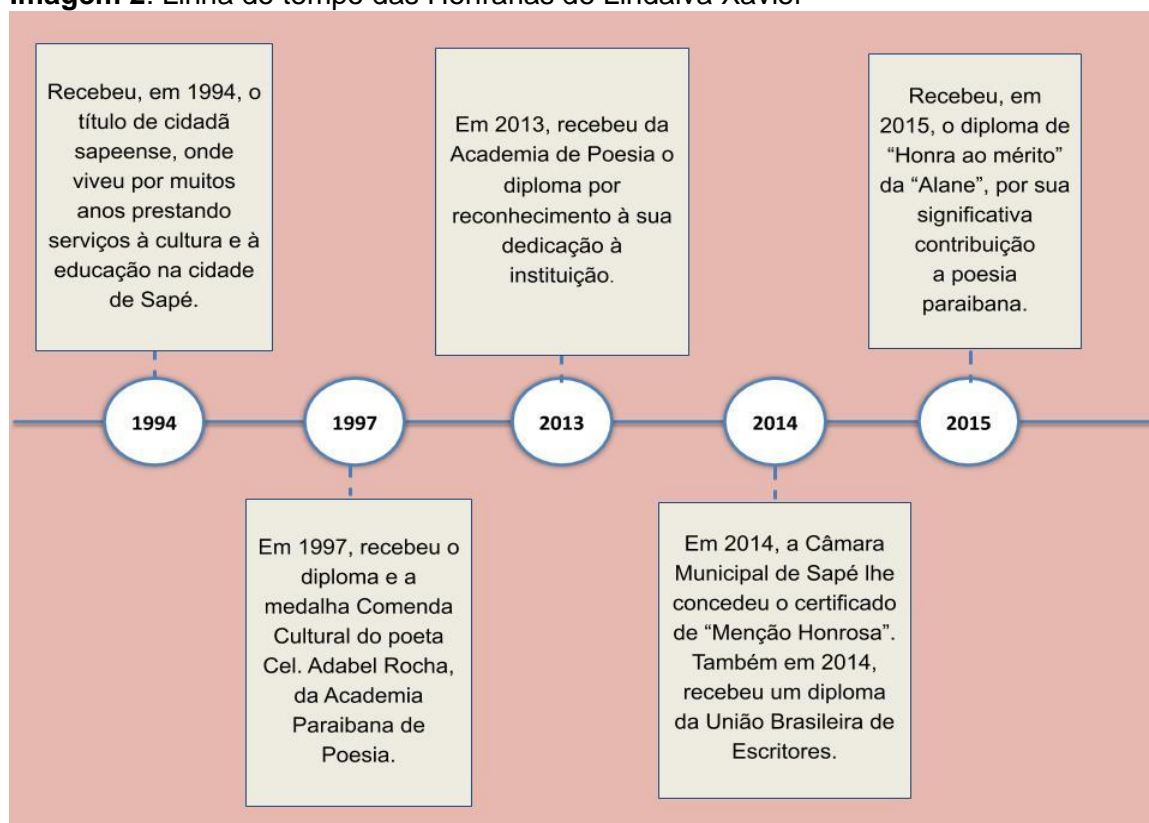 Imagem 2: Linha do tempo das Honrarias de Lindalva Xavier
Recebeu, em 1994, o
título de cidadã
sapeense, onde
viveu por muitos
anos prestando
serviços à cultura e à
educação na cidade
de Sapé.
Em 2013, recebeu da
Academia de Poesia o
diploma por
reconhecimento à sua
dedicação à
instituição.
Recebeu, em
2015, o diploma de
“Honra ao mérito”
da “Alane”, por sua
significativa
contribuição
a poesia
paraibana.
1994
1997
2013
2014
2015
Em 1997, recebeu o
diploma e a
medalha Comenda
Cultural do poeta
Cel. Adabel Rocha,
da Academia
Paraibana de
Poesia.
Em 2014, a Câmara
Municipal de Sapé lhe
concedeu o certificado
de “Menção Honrosa”.
Também em 2014,
recebeu um diploma
da União Brasileira de
Escritores.